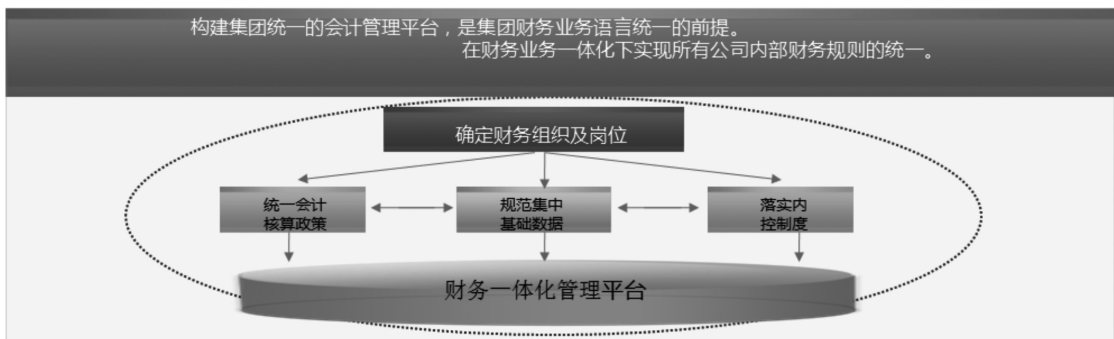 构建集团统一的会计管理平台，是集团财务业务语言统一的前提。
在财务业务一体化下实现所有公司内部财务规则的统一。
确定财务组织及岗位
统一会计
核算政策
规范集中
基础数据
落实内
控制度
财务一体化管理平台